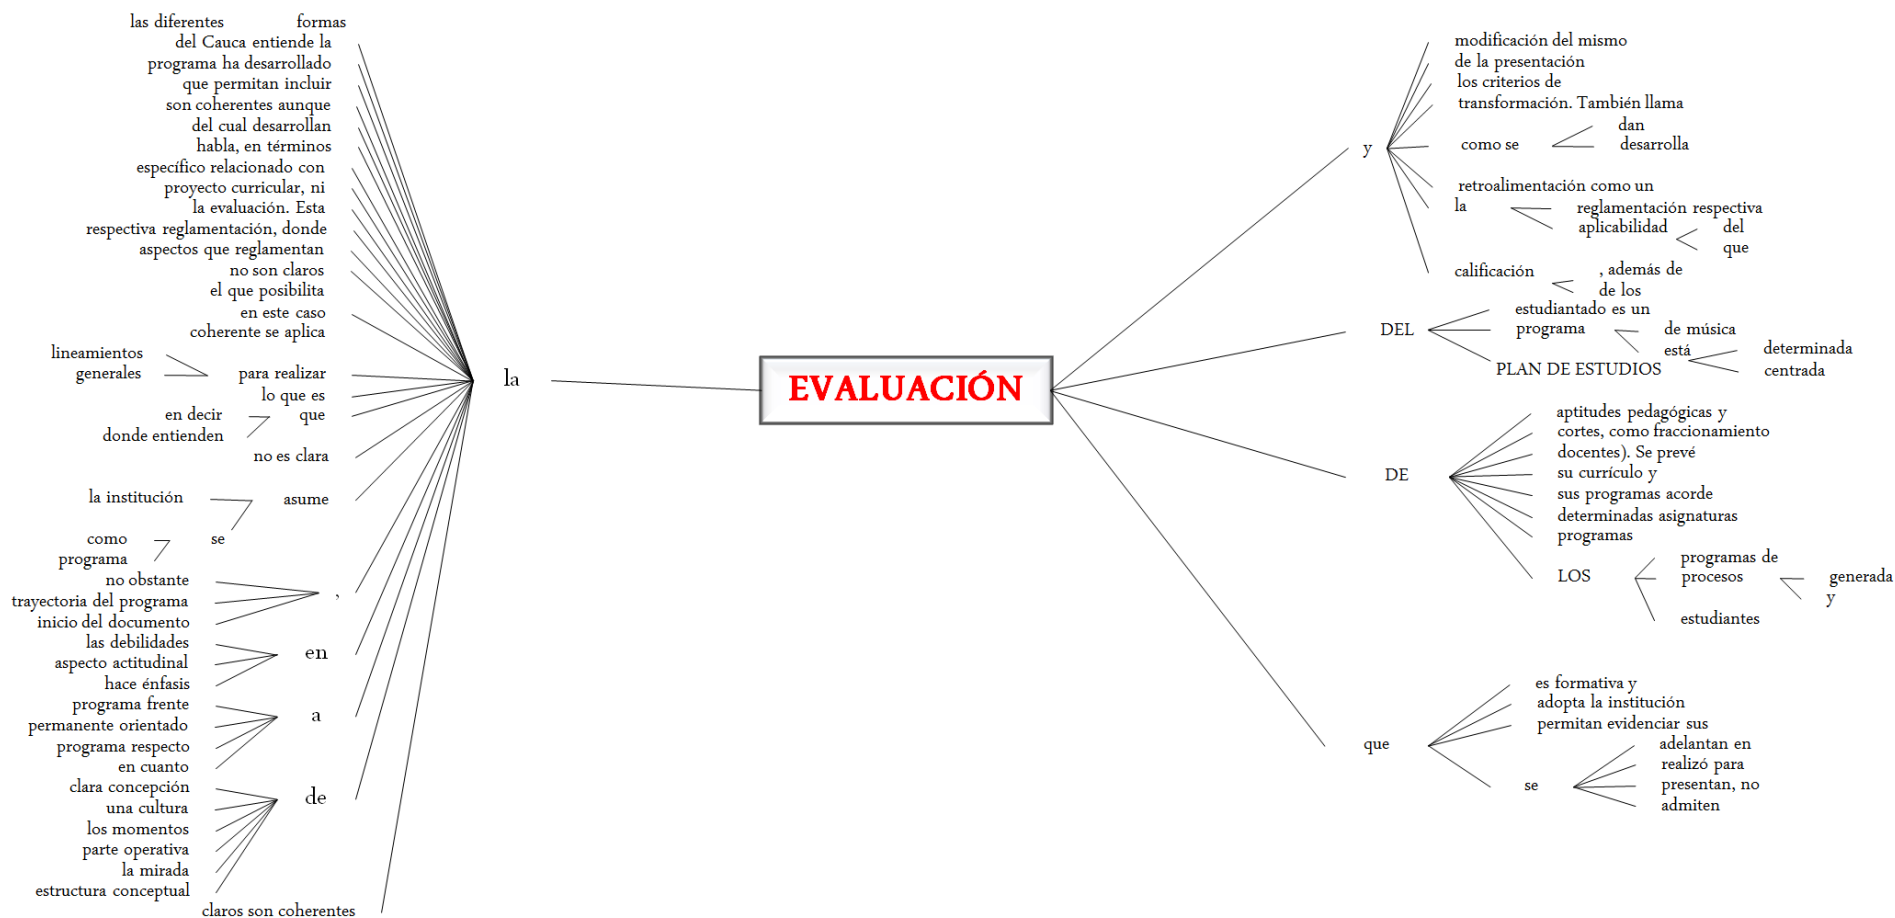 las diferentes formas
del Cauca entiende la
programa ha desarrollado
que permitan incluir
son coherentes aunque
del cual desarrollan
habla, en términos
específico relacionado con
proyecto curricular, ni
la evaluación. Esta
respectiva reglamentación, donde
aspectos que reglamentan
no son claros
el que posibilita
en este caso
coherente se aplica
lineamientos
generales
para realizar
lo que es
en decir
que
donde entienden
no es clara
la institución
asume
como
se
programa
no obstante
trayectoria del programa
,
inicio del documento
las debilidades
en
aspecto actitudinal
hace énfasis
programa frente
a
permanente orientado
programa respecto
en cuanto
clara concepción
de
una cultura
los momentos
parte operativa
la mirada
estructura conceptual
claros son coherentes
la
EVALUACIÓN
y
modificación del mismo
de la presentación
los criterios de
transformación. También llama
como se
dan
desarrolla
retroalimentación como un
la
reglamentación respectiva
aplicabilidad
del
que
calificación
, además de
de los
DEL
estudiantado es un
programa
de música
está
determinada
centrada
PLAN DE ESTUDIOS
DE
aptitudes pedagógicas y
cortes, como fraccionamiento
docentes). Se prevé
su currículo y
sus programas acorde
determinadas asignaturas
programas
LOS
programas de
procesos
generada
y
estudiantes
que
es formativa y
adopta la institución
permitan evidenciar sus
se
adelantan en
realizó para
presentan, no
admiten